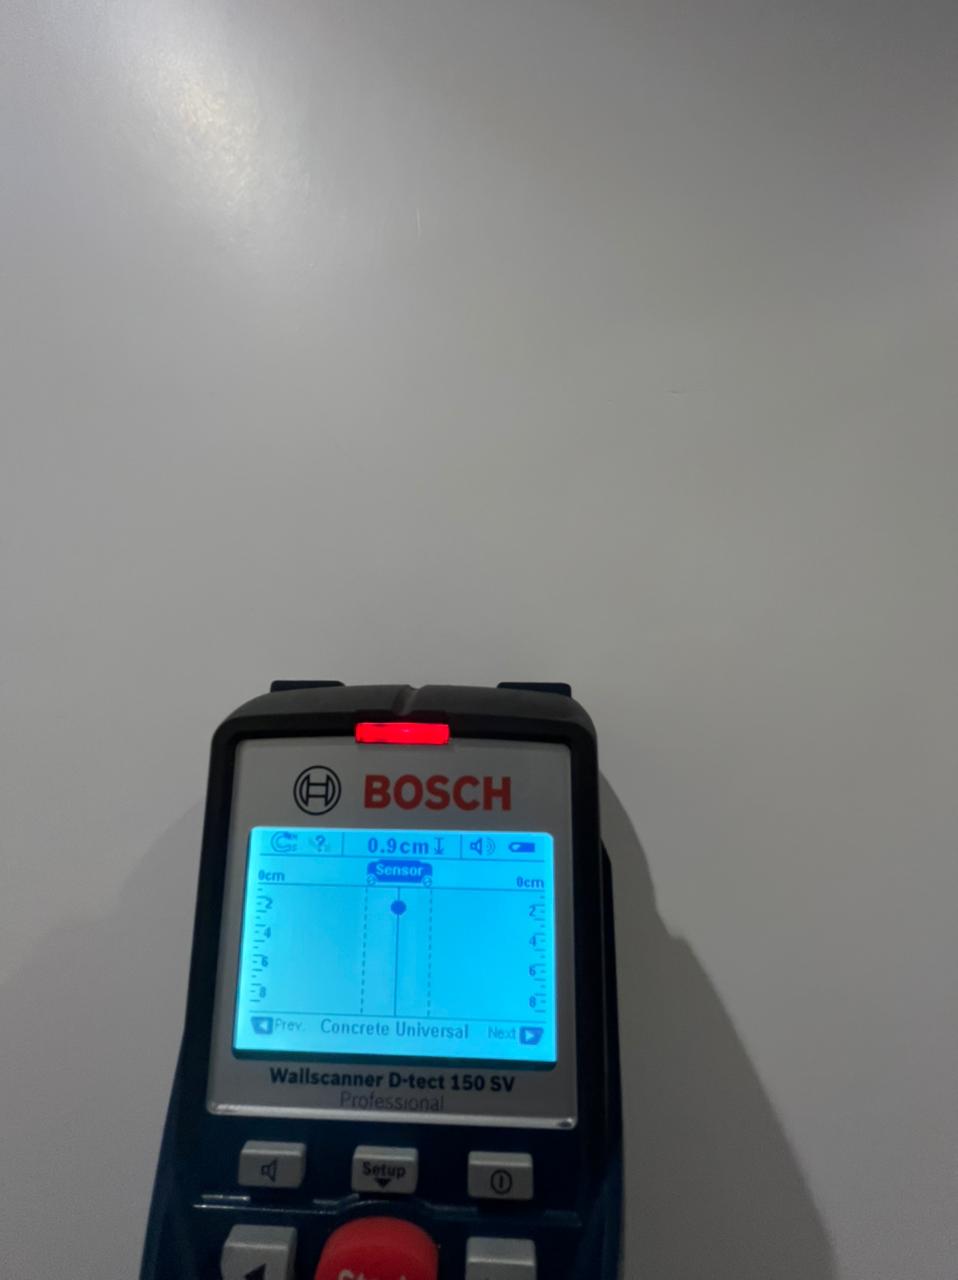 BOSCH
0.9cm
Sensor
0cm 0cm
2 2
4 4
6 6
8 8
Prev. Concrete Universal Next
Wallscanner D-tect 150 SV
Professional
Setup